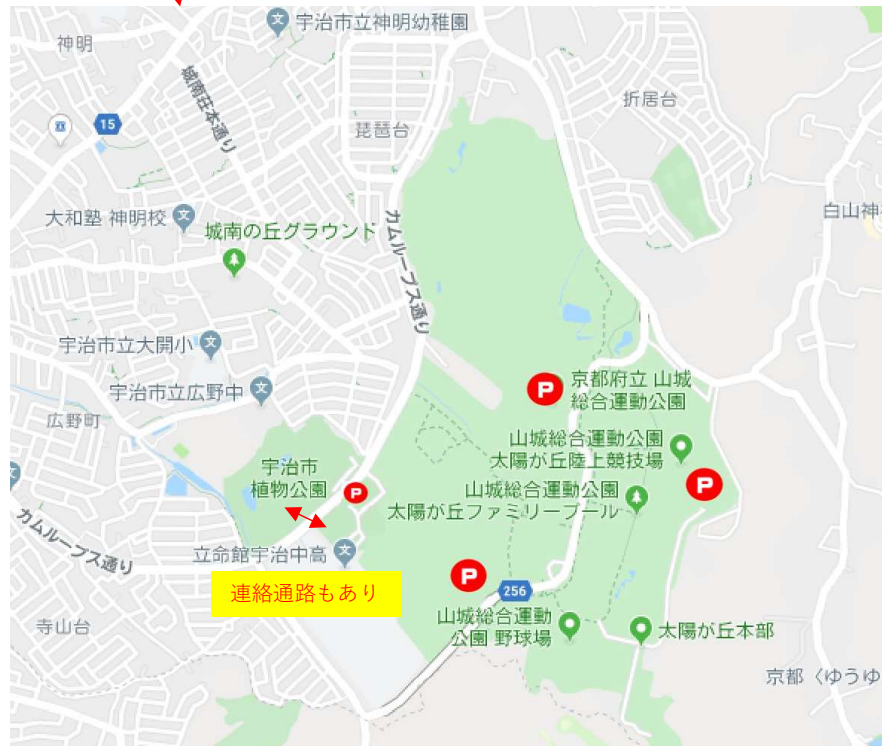 宇治市立神明幼稚園
神明
城南荘本通り
折居台
15
琵琶台
大和塾 神明校
文
城南の丘グラウンド
カムループス通り
白山神
宇治市立大開小
文
宇治市立広野中
文
広野町
P
京都府立 山城
総合運動公園
山城総合運動公園
太陽が丘陸上競技場
宇治市
植物公園
P
山城総合運動公園
太陽が丘ファミリープール
P
カムループス通り
立命館宇治中高
文
連絡通路もあり
P
256
寺山台
山城総合運動
公園 野球場
太陽が丘本部
京都（ゆうゆ